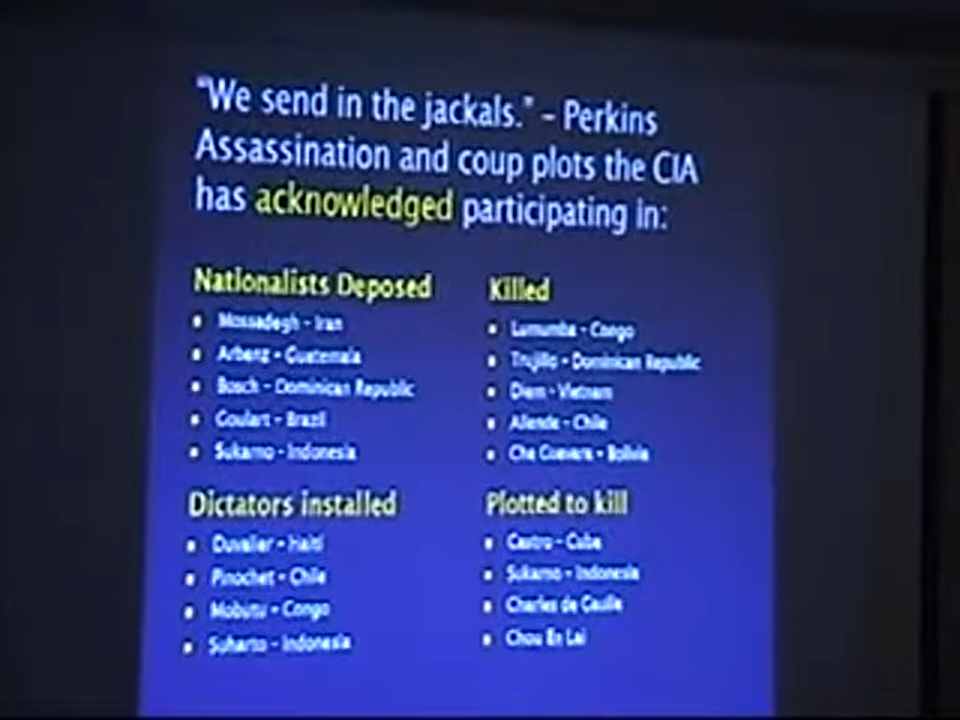 "We send in the jackals." – Perkins
Assassination and coup plots the CIA
has acknowledged participating in:
Nationalists Deposed
Mossadegh - Iran
Arbenz - Guatemala
Bosch - Dominican Republic
Goulart - Brazil
Sukarno - Indonesia
Killed
Lumumba - Congo
Trujillo - Dominican Republic
Diem - Vietnam
Allende - Chile
Che Guevara - Bolivia
Dictators installed
Duvalier - Haiti
Pinochet - Chile
Mobutu - Congo
Suharto - Indonesia
Plotted to kill
Castro - Cuba
Sukarno - Indonesia
Charles de Gaulle
Chou En Lai